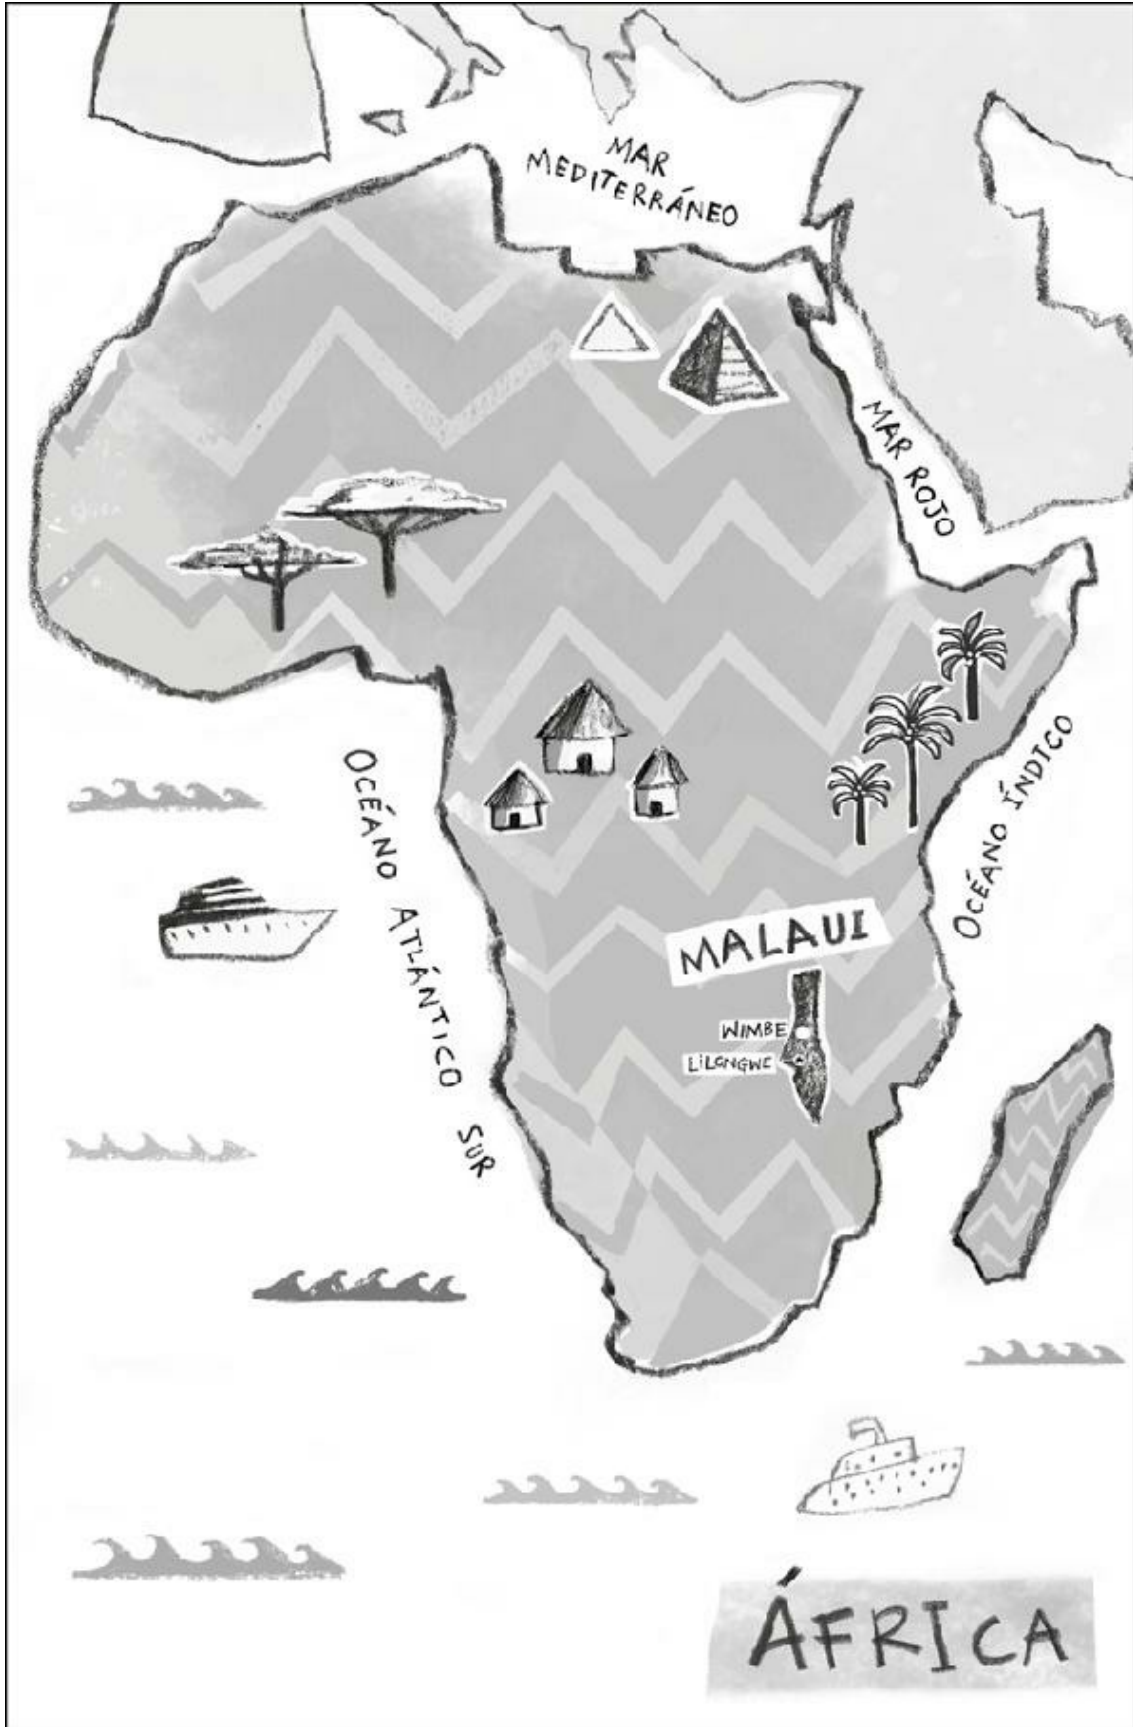 MAR
MEDITERRÁNEO
MAR ROJO
OCÉANO ÍNDICO
OCÉANO ATLÁNTICO SUR
MALAUI
WIMBE
LILONGWE
ÁFRICA